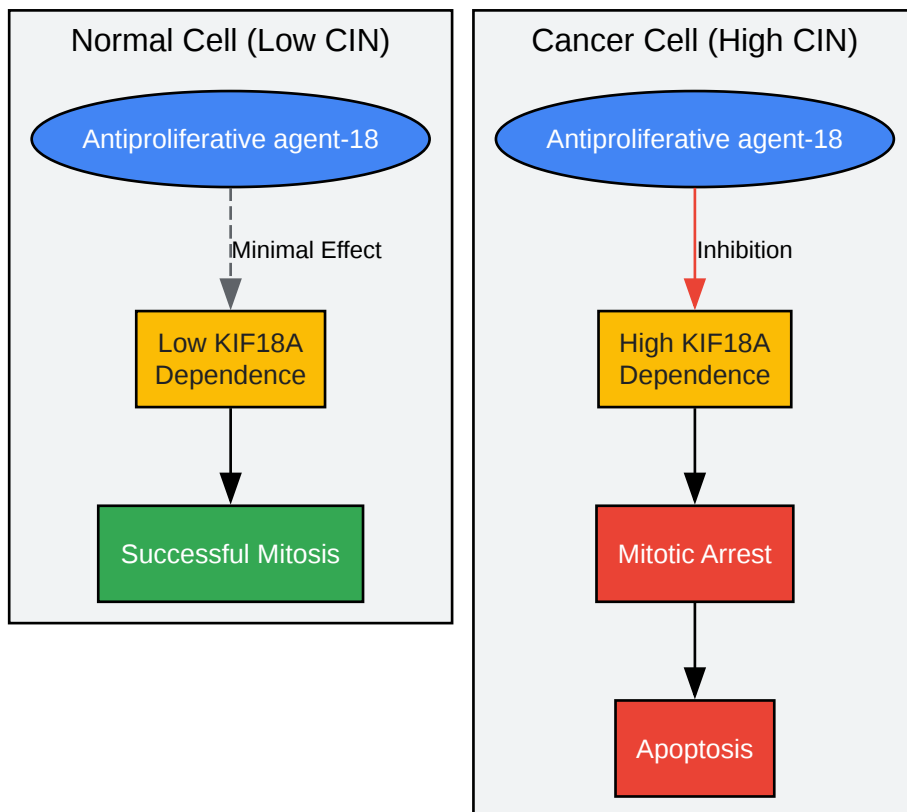 Normal Cell (Low CIN)
Antiproliferative agent-18
Minimal Effect
Low KIF18A
Dependence
Successful Mitosis
Cancer Cell (High CIN)
Antiproliferative agent-18
Inhibition
High KIF18A
Dependence
Mitotic Arrest
Apoptosis